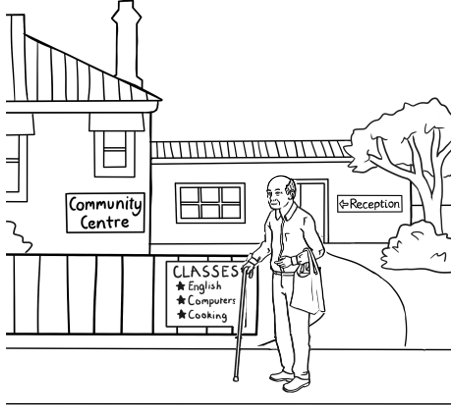 Community
Centre
⇦Reception
CLASSES
★ English
★ Computers
★ Cooking